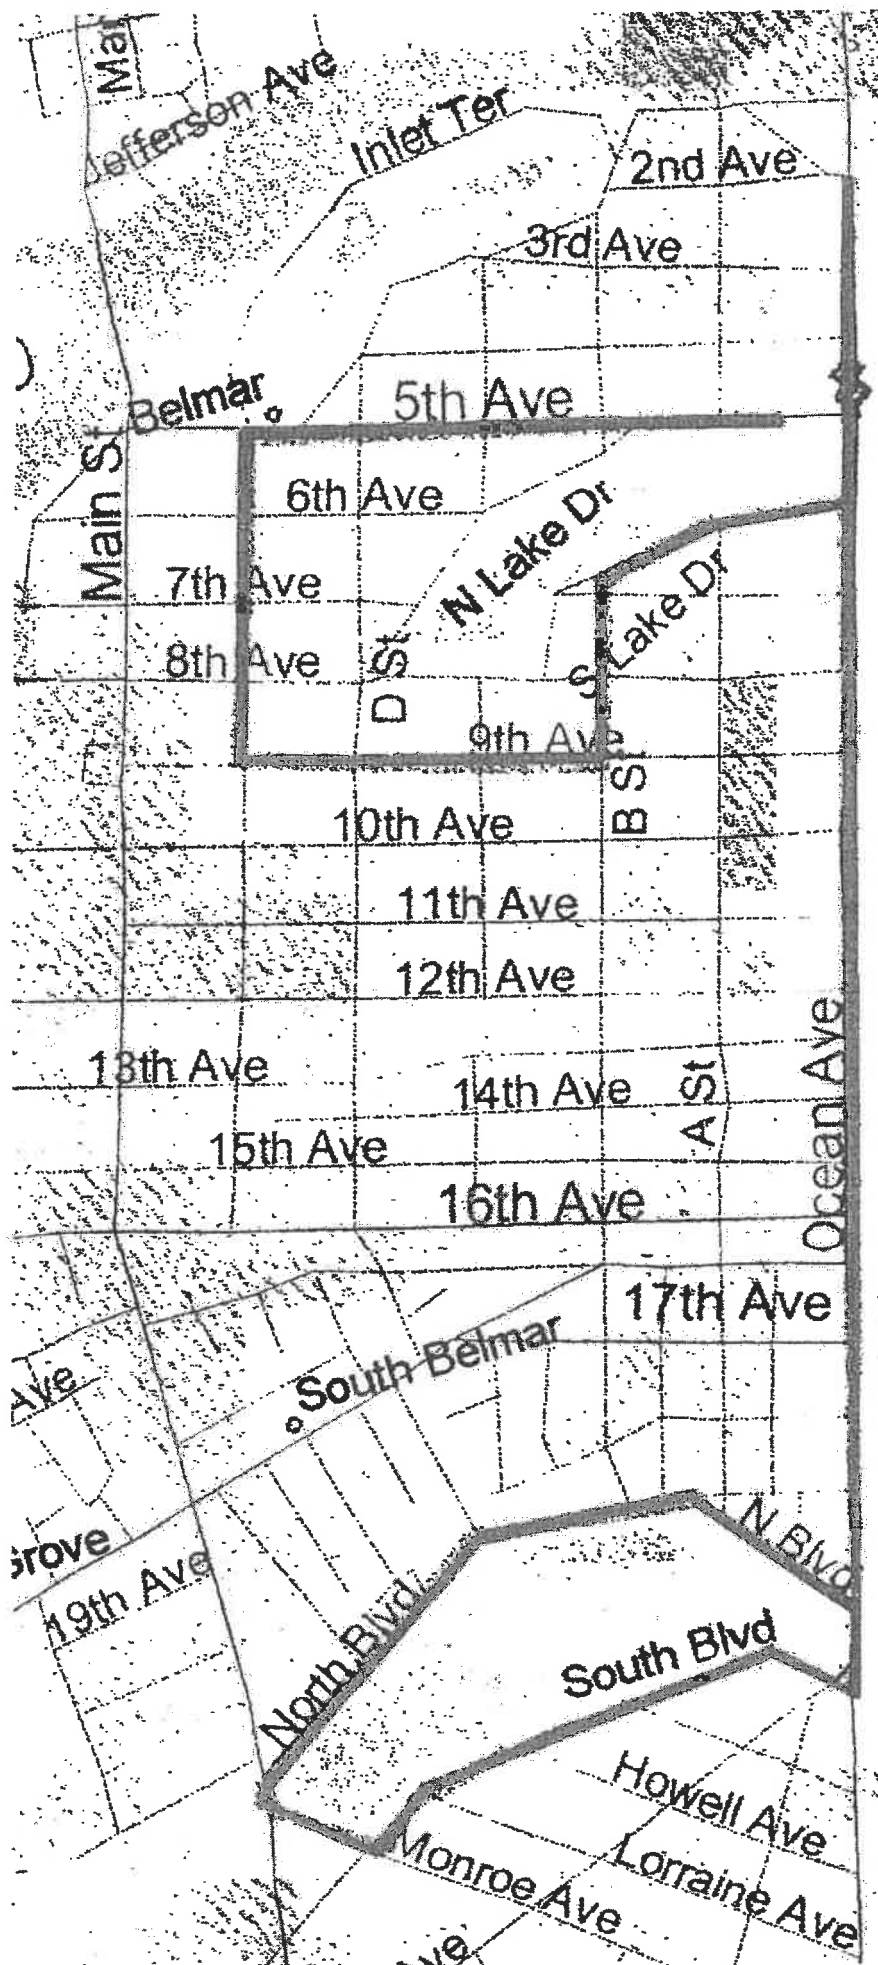 Mai
Jefferson Ave
Inlet Ter
2nd Ave
3rd Ave
Belmar
5th Ave
Main St
6th Ave
N Lake Dr
7th Ave
S Lake Dr
8th Ave
D St
9th Ave
B St
10th Ave
11th Ave
12th Ave
Ocean Ave
13th Ave
14th Ave
A St
15th Ave
16th Ave
17th Ave
South Belmar
Ave
N Blvd
Grove
19th Ave
North Blvd
South Blvd
Howell Ave
Lorraine Ave
Monroe Ave
Ave